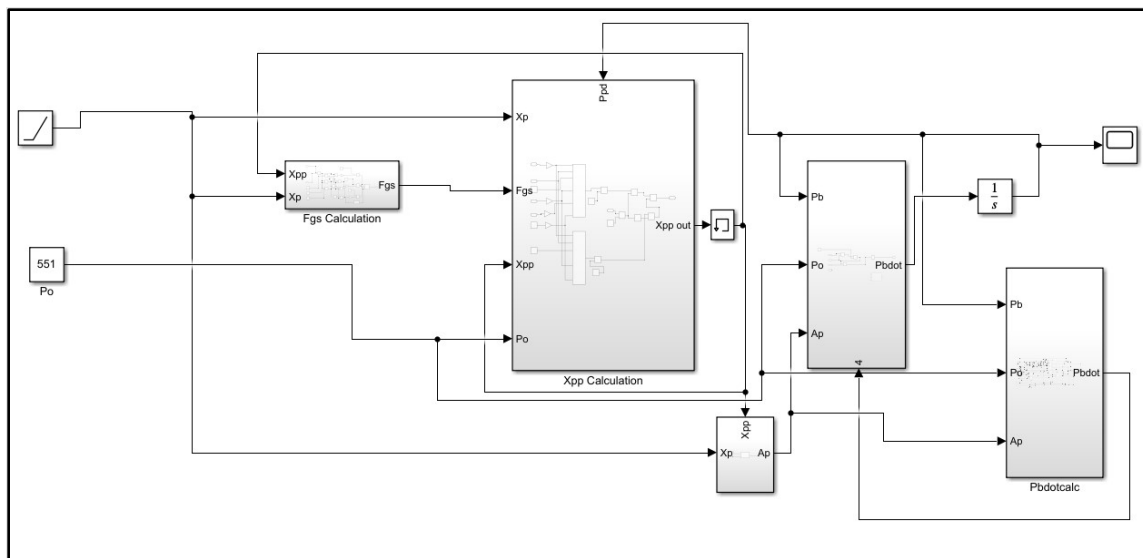 Ppd
Xp
Xpp
Xp
Fgs
Fgs Calculation
Fgs
Xpp out
Xpp
Po
Xpp Calculation
551
Po
Pb
Po
Pbdot
Ap
4
1
s
Pb
Po
Pbdot
Ap
Pbdotcalc
Xpp
Xp
Ap